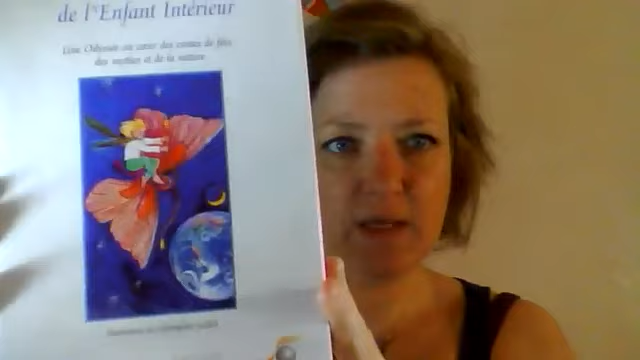 de l'Enfant Intérieur
Une Odyssée au cœur des contes de fées
des mythes et de la nature